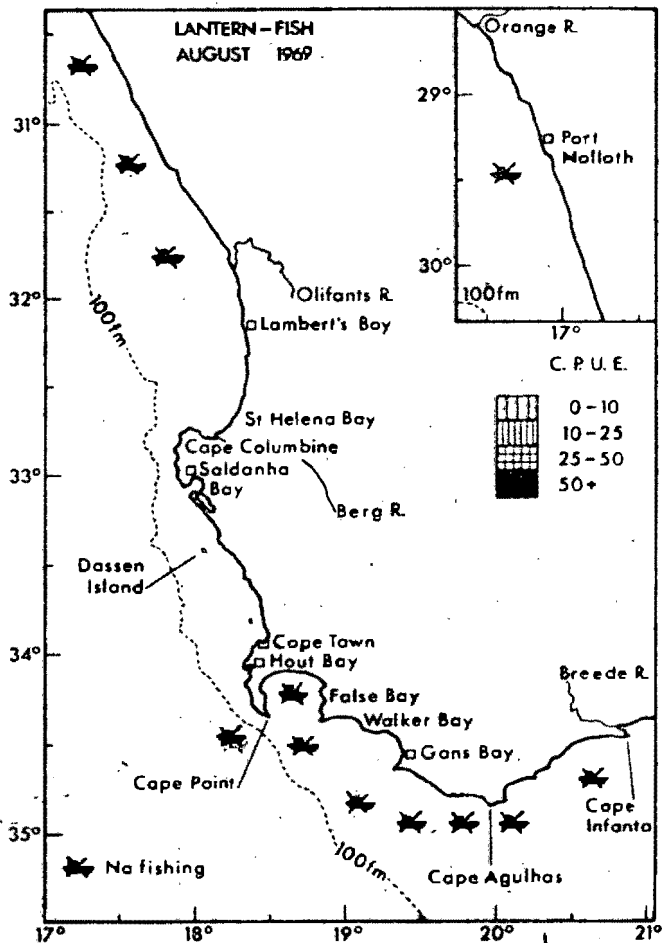 LANTERN-FISH
AUGUST 1969
Orange R.
29°
Port
Nolloth
30°
100fm
17°
31°
32°
33°
34°
35°
100fm
Olifants R.
Lambert's Bay
C. P. U. E.
0-10
10-25
25-50
50+
St Helena Bay
Cape Columbine
Saldanha
Bay
Berg R.
Dassen
Island
Cape Town
Hout Bay
Breede R.
False Bay
Walker Bay
Gans Bay
Cape Point
Cape
Infanta
100fm
Cape Agulhas
No fishing
17°
18°
19°
20°
21°